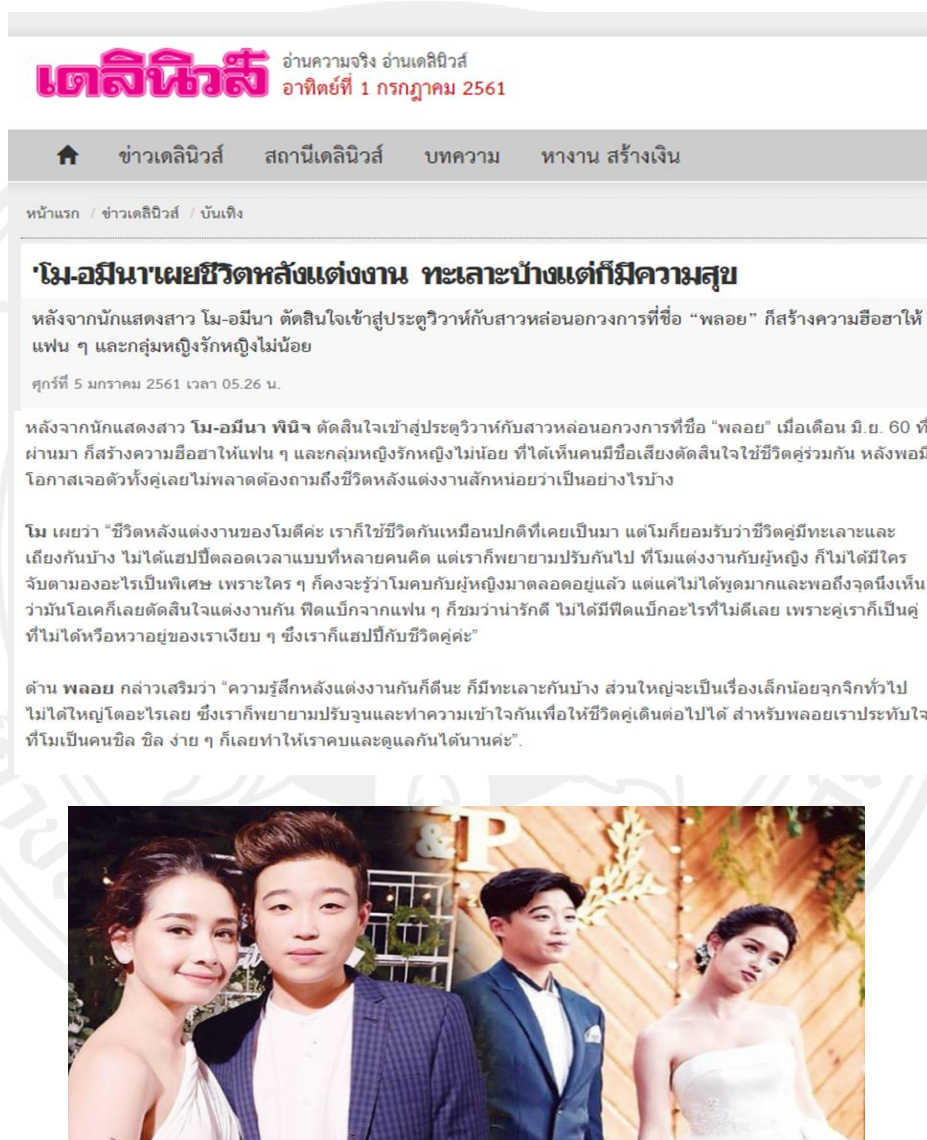 เดลินิวส์
อ่านความจริง อ่านเดลินิวส์
อาทิตย์ที่ 1 กรกฎาคม 2561
ข่าวเดลินิวส์ สถานีเดลินิวส์ บทความ หางาน สร้างเงิน
หน้าแรก / ข่าวเดลินิวส์ / บันเทิง
'โม-อมีนา'เผยชีวิตหลังแต่งงาน ทะเลาะบ้างแต่ก็มีความสุข
หลังจากนักแสดงสาว โม-อมีนา ตัดสินใจเข้าสู่ประตูวิวาห์กับสาวหล่อนอกวงการที่ชื่อ “พลอย” ก็สร้างความฮือฮาให้
แฟน ๆ และกลุ่มหญิงรักหญิงไม่น้อย
ศุกร์ที่ 5 มกราคม 2561 เวลา 05.26 น.
หลังจากนักแสดงสาว โม-อมีนา พินิจ ตัดสินใจเข้าสู่ประตูวิวาห์กับสาวหล่อนอกวงการที่ชื่อ “พลอย” เมื่อเดือน มิ.ย. 60 ที่
ผ่านมา ก็สร้างความฮือฮาให้แฟน ๆ และกลุ่มหญิงรักหญิงไม่น้อย ที่ได้เห็นคนมีชื่อเสียงตัดสินใจใช้ชีวิตคู่ร่วมกัน หลังพอมี
โอกาสเจอตัวทั้งคู่เลยไม่พลาดต้องถามถึงชีวิตหลังแต่งงานสักหน่อยว่าเป็นอย่างไรบ้าง
โม เผยว่า “ชีวิตหลังแต่งงานของโมดีค่ะ เราก็ใช้ชีวิตกันเหมือนปกติที่เคยเป็นมา แต่โมก็ยอมรับว่าชีวิตคู่มีทะเลาะและ
เถียงกันบ้าง ไม่ได้แฮปปี้ตลอดเวลาแบบที่หลายคนคิด แต่เราก็พยายามปรับกันไป ที่โมแต่งงานกับผู้หญิง ก็ไม่ได้มีใคร
จับตามองอะไรเป็นพิเศษ เพราะใคร ๆ ก็คงจะรู้ว่าโมคบกับผู้หญิงมาตลอดอยู่แล้ว แต่แค่ไม่ได้พูดมากและพอถึงจุดนึงเห็น
ว่ามันโอเคก็เลยตัดสินใจแต่งงานกัน ฟีดแบ็กจากแฟน ๆ ก็ชมว่าน่ารักดี ไม่ได้มีฟีดแบ็กอะไรที่ไม่ดีเลย เพราะคู่เราก็เป็นคู่
ที่ไม่ได้หวือหวาอยู่ของเราเงียบ ๆ ซึ่งเราก็แฮปปี้กับชีวิตคู่ค่ะ”
ด้าน พลอย กล่าวเสริมว่า “ความรู้สึกหลังแต่งงานกันก็ดีนะ ก็มีทะเลาะกันบ้าง ส่วนใหญ่จะเป็นเรื่องเล็กน้อยจุกจิกทั่วไป
ไม่ได้ใหญ่โตอะไรเลย ซึ่งเราก็พยายามปรับจูนและทำความเข้าใจกันเพื่อให้ชีวิตคู่เดินต่อไปได้ สำหรับพลอยเราประทับใจ
ที่โมเป็นคนชิล ชิล ง่าย ๆ ก็เลยทำให้เราคบและดูแลกันได้นานค่ะ”.
& P